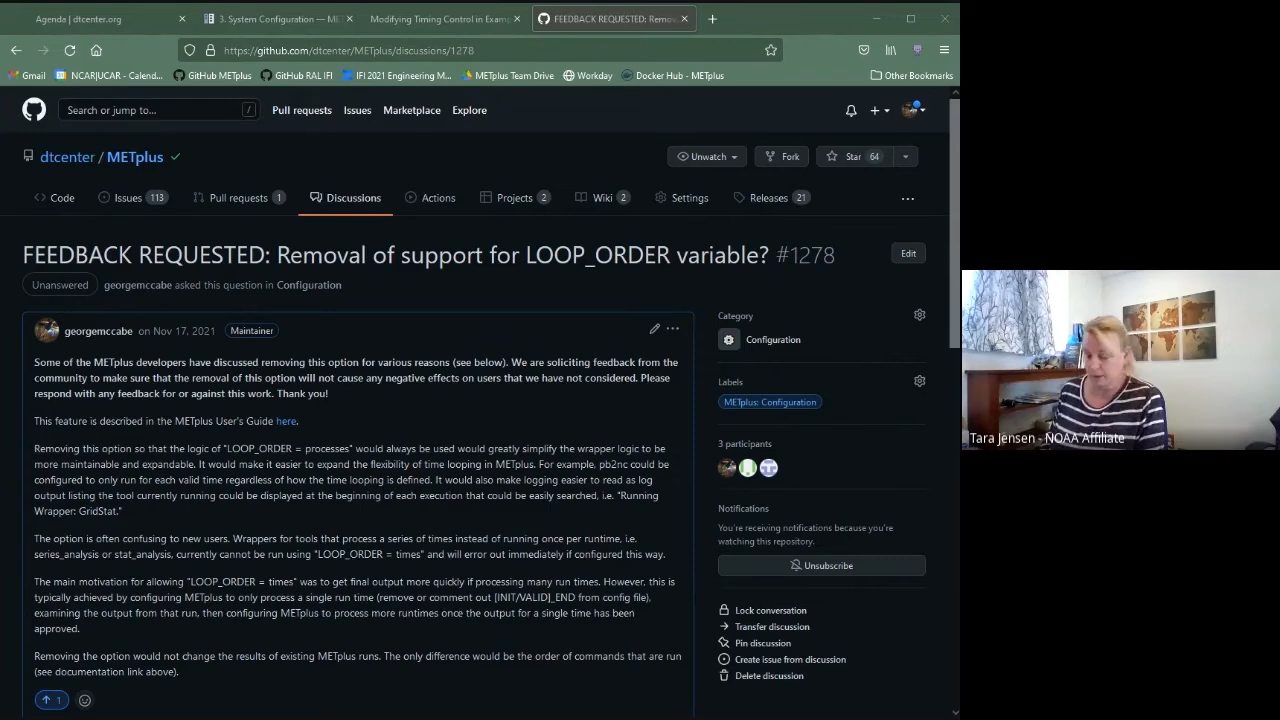 Agenda | dtcenter.org
3. System Configuration — ME
Modifying Timing Control in Examp
FEEDBACK REQUESTED: Remov
https://github.com/dtcenter/METplus/discussions/1278
Gmail
NCAR|UCAR - Calend...
GitHub METplus
GitHub RAL IFI
IFI 2021 Engineering M...
METplus Team Drive
Workday
Docker Hub - METplus
Other Bookmarks
Search or jump to...
/
Pull requests
Issues
Marketplace
Explore
dtcenter / METplus
Unwatch
Fork
Star 64
Code
Issues 113
Pull requests 1
Discussions
Actions
Projects 2
Wiki 2
Settings
Releases 21
FEEDBACK REQUESTED: Removal of support for LOOP_ORDER variable? #1278
Edit
Unanswered georgemccabe asked this question in Configuration
georgemccabe on Nov 17, 2021 Maintainer
Some of the METplus developers have discussed removing this option for various reasons (see below). We are soliciting feedback from the
community to make sure that the removal of this option will not cause any negative effects on users that we have not considered. Please
respond with any feedback for or against this work. Thank you!
This feature is described in the METplus User's Guide here.
Removing this option so that the logic of "LOOP_ORDER = processes" would always be used would greatly simplify the wrapper logic to be
more maintainable and expandable. It would make it easier to expand the flexibility of time looping in METplus. For example, pb2nc could be
configured to only run for each valid time regardless of how the time looping is defined. It would also make logging easier to read as log
output listing the tool currently running could be displayed at the beginning of each execution that could be easily searched, i.e. "Running
Wrapper: GridStat."
The option is often confusing to new users. Wrappers for tools that process a series of times instead of running once per runtime, i.e.
series_analysis or stat_analysis, currently cannot be run using "LOOP_ORDER = times" and will error out immediately if configured this way.
The main motivation for allowing "LOOP_ORDER = times" was to get final output more quickly if processing many run times. However, this is
typically achieved by configuring METplus to only process a single run time (remove or comment out [INIT/VALID]_END from config file),
examining the output from that run, then configuring METplus to process more runtimes once the output for a single time has been
approved.
Removing the option would not change the results of existing METplus runs. The only difference would be the order of commands that are run
(see documentation link above).
1
Category
Configuration
Labels
METplus: Configuration
3 participants
Notifications
You're receiving notifications because you're
watching this repository.
Unsubscribe
Lock conversation
Transfer discussion
Pin discussion
Create issue from discussion
Delete discussion
Tara Jensen - NOAA Affiliate